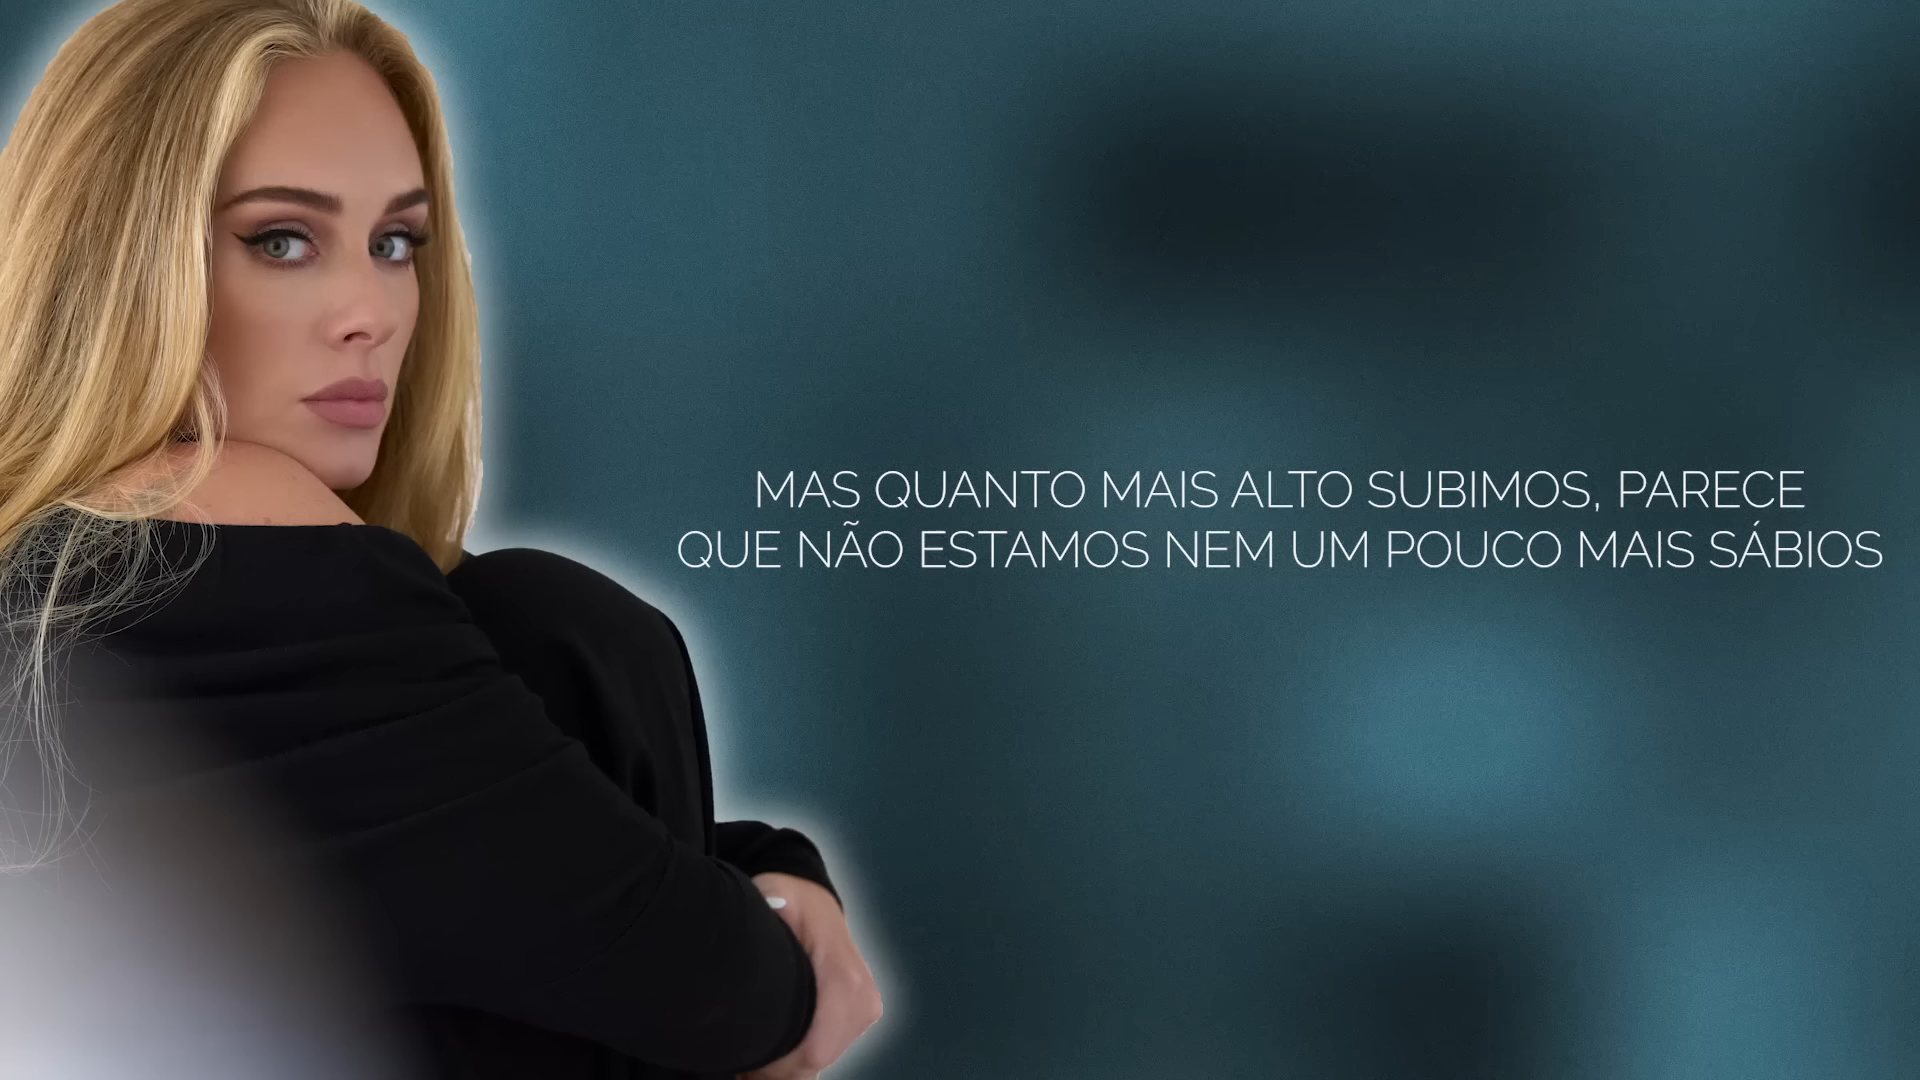 MAS QUANTO MAIS ALTO SUBIMOS, PARECE
QUE NÃO ESTAMOS NEM UM POUCO MAIS SÁBIOS